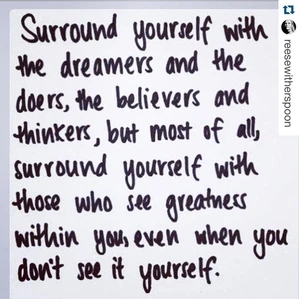 Surround yourself with
the dreamers and the
doers, the believers and
thinkers, but most of all,
surround yourself with
those who see greatness
within you, even when you
don't see it yourself.
reesewitherspoon